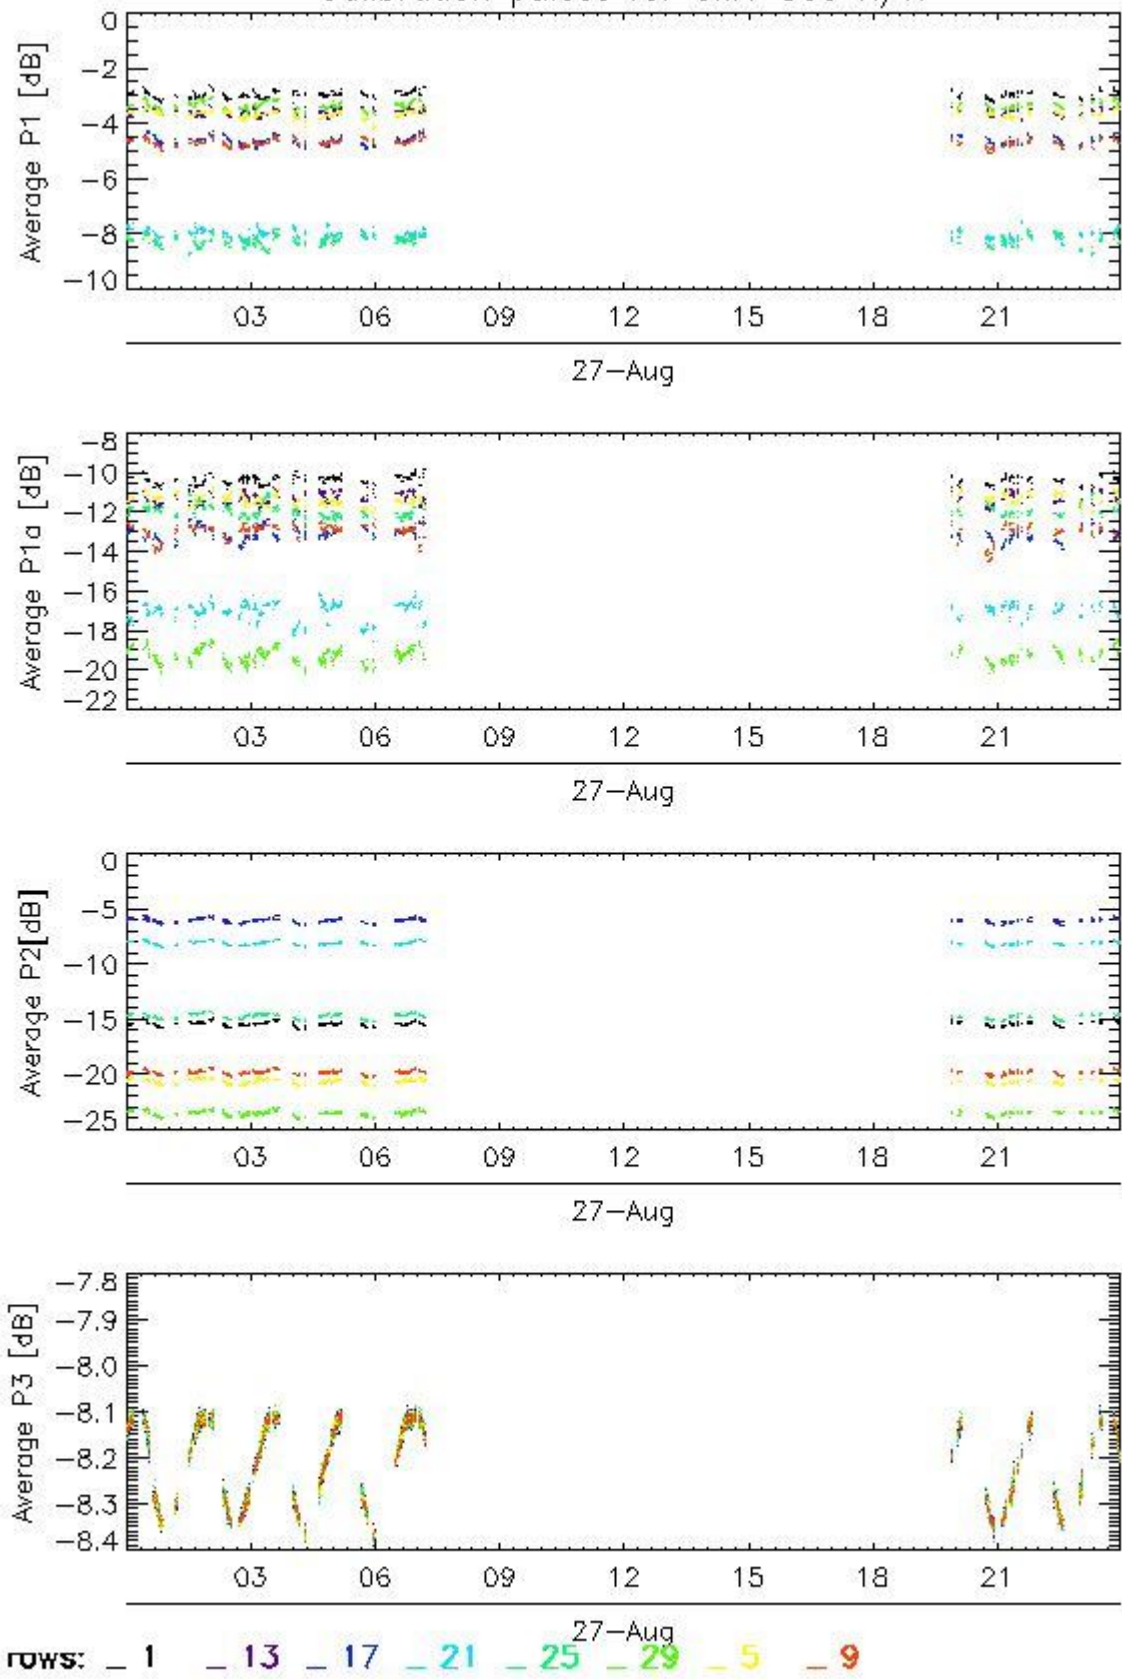 0
−2
−4
−6
−8
−10
Average P1 [dB]
03 06 09 12 15 18 21
27−Aug
−8
−10
−12
−14
−16
−18
−20
−22
Average P1a [dB]
03 06 09 12 15 18 21
27−Aug
0
−5
−10
−15
−20
−25
Average P2[dB]
03 06 09 12 15 18 21
27−Aug
−7.8
−7.9
−8.0
−8.1
−8.2
−8.3
−8.4
Average P3 [dB]
03 06 09 12 15 18 21
27−Aug
rows: _ 1 _ 13 _ 17 _ 21 _ 25 _ 29 _ 5 _ 9